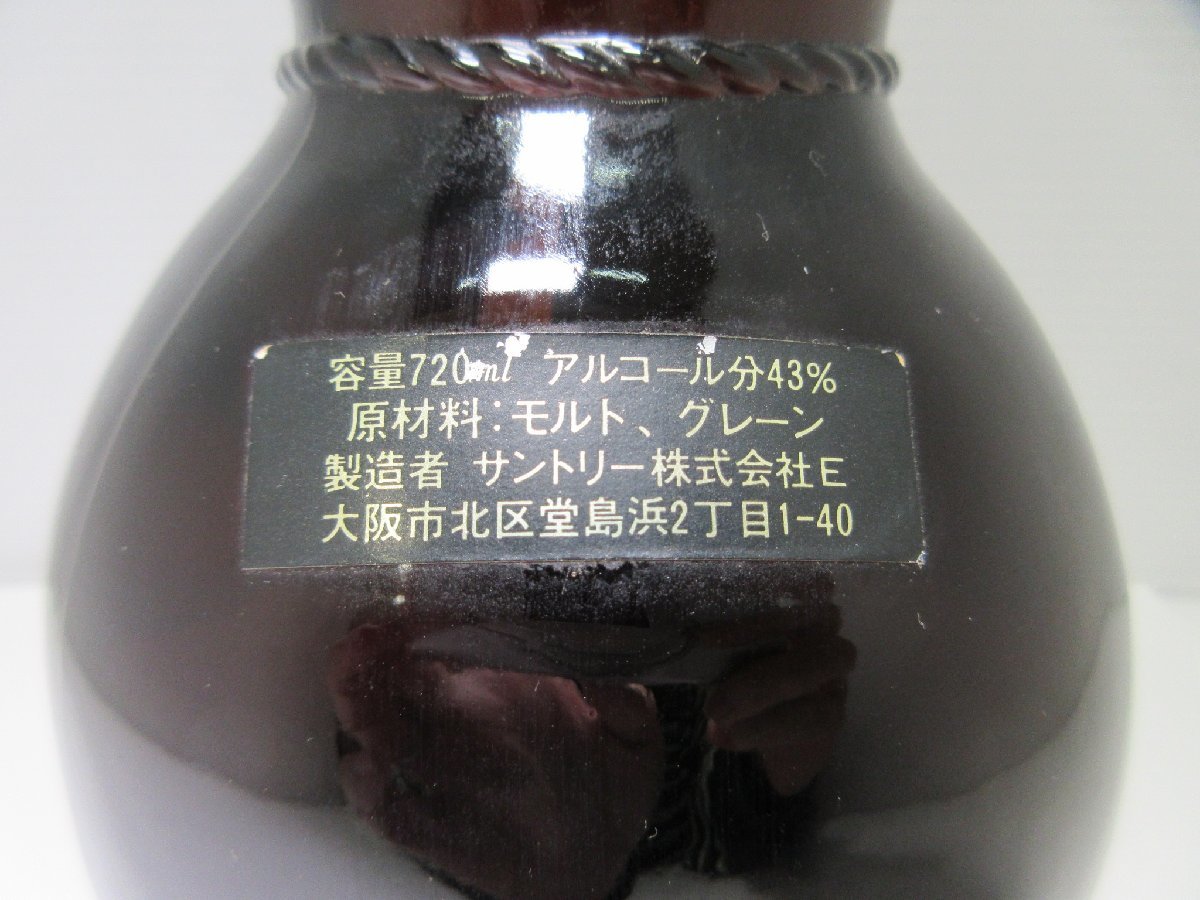 容量720ml アルコール分43%
原材料:モルト、グレーン
製造者 サントリー株式会社E
大阪市北区堂島浜2丁目1-40